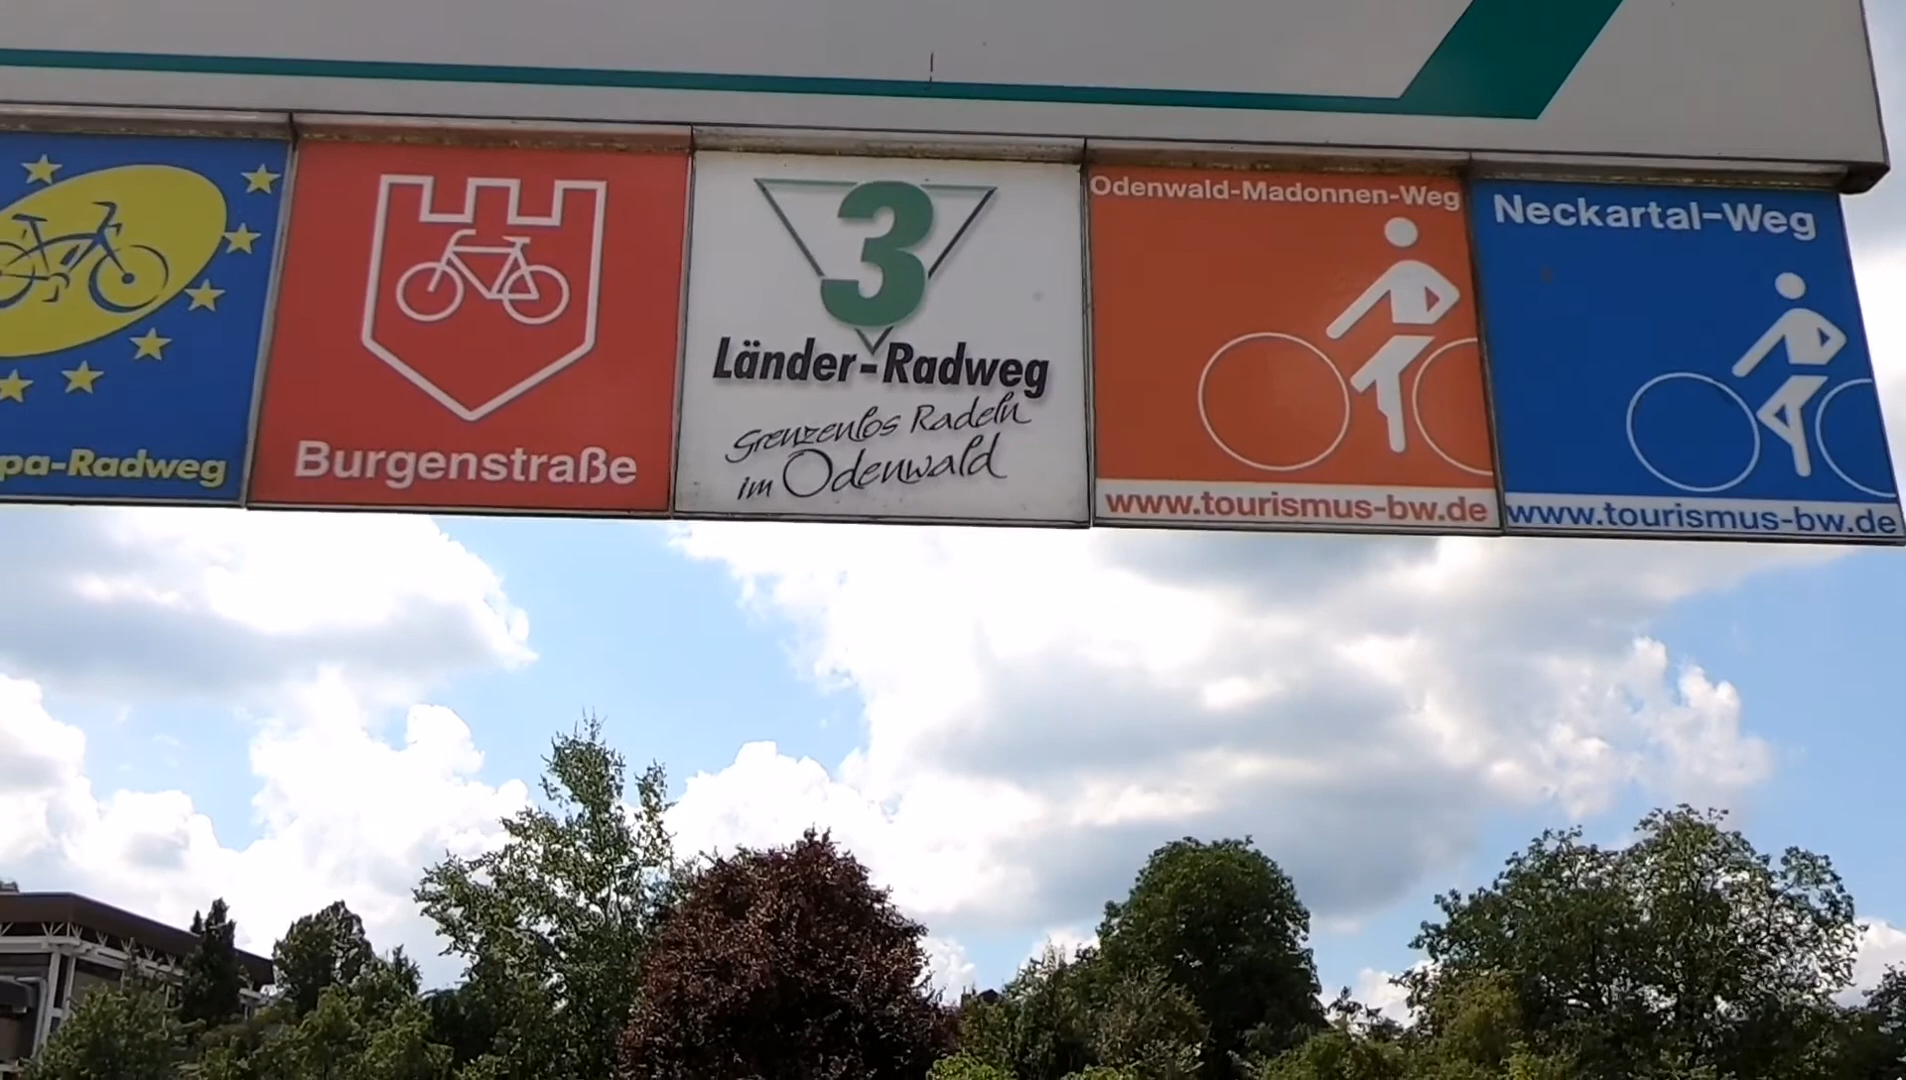 pa-Radweg
Burgenstraße
3
Länder-Radweg
Grenzenlos Radeln
im Odenwald
Odenwald-Madonnen-Weg
www.tourismus-bw.de
Neckartal-Weg
www.tourismus-bw.de